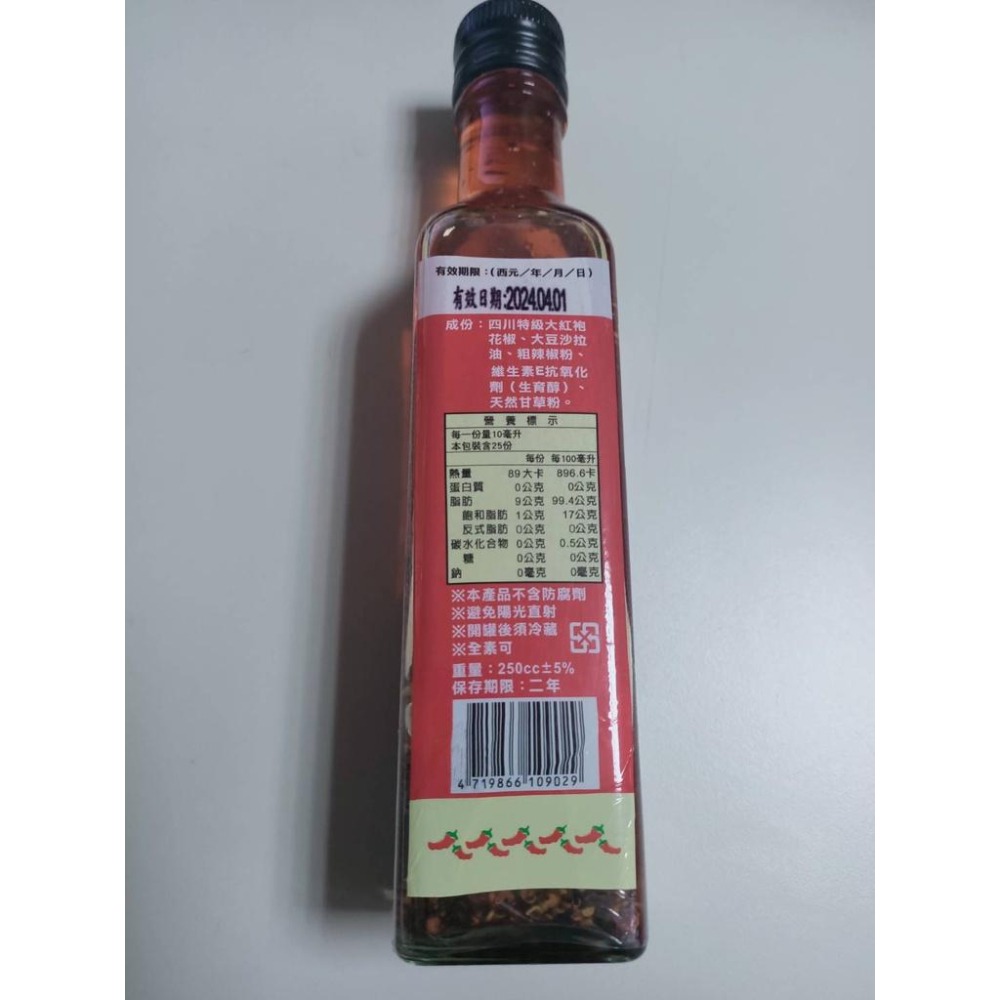 有效期限：(西元／年／月／日)
有效日期:2024.04.01
成份：四川特級大紅袍
花椒、大豆沙拉
油、粗辣椒粉、
維生素E抗氧化
劑（生育醇）、
天然甘草粉。
營養標示
每一份量10毫升
本包裝含25份
每份 每100毫升
熱量 89大卡 896.6卡
蛋白質 0公克 0公克
脂肪 9公克 99.4公克
飽和脂肪 1公克 17公克
反式脂肪 0公克 0公克
碳水化合物 0公克 0.5公克
糖 0公克 0公克
鈉 0毫克 0毫克
※本產品不含防腐劑
※避免陽光直射
※開罐後須冷藏
※全素可
重量：250cc±5%
保存期限：二年
4 719866 109029